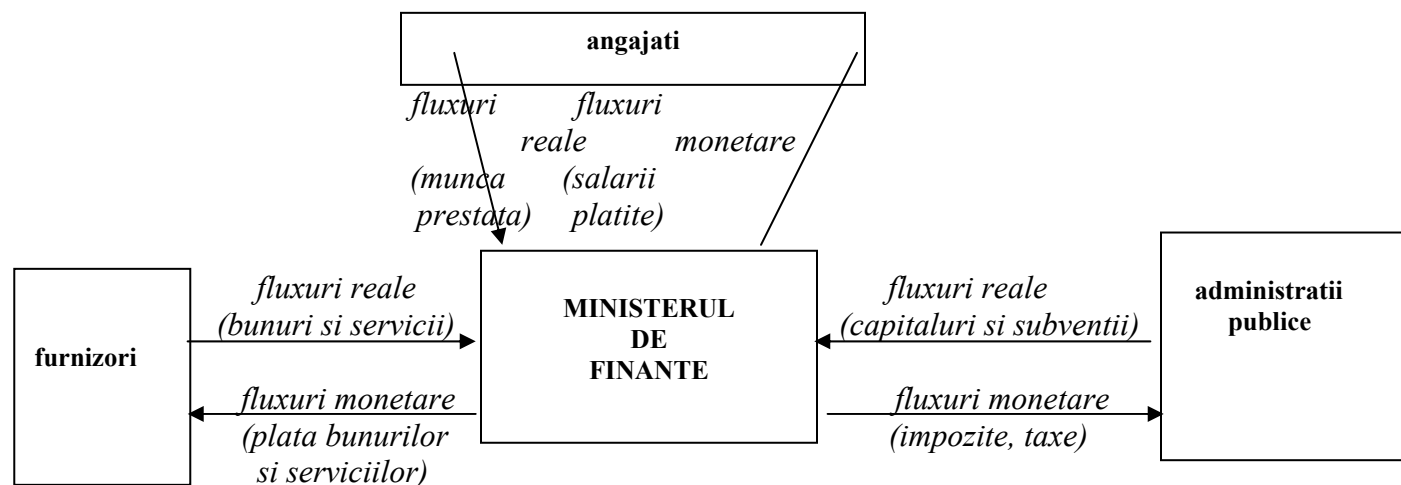 angajati
fluxuri fluxuri
reale monetare
(munca (salarii
prestata) platite)
furnizori
fluxuri reale
(bunuri si servicii)
fluxuri monetare
(plata bunurilor
si serviciilor)
MINISTERUL
DE
FINANTE
fluxuri reale
(capitaluri si subventii)
fluxuri monetare
(impozite, taxe)
administratii
publice